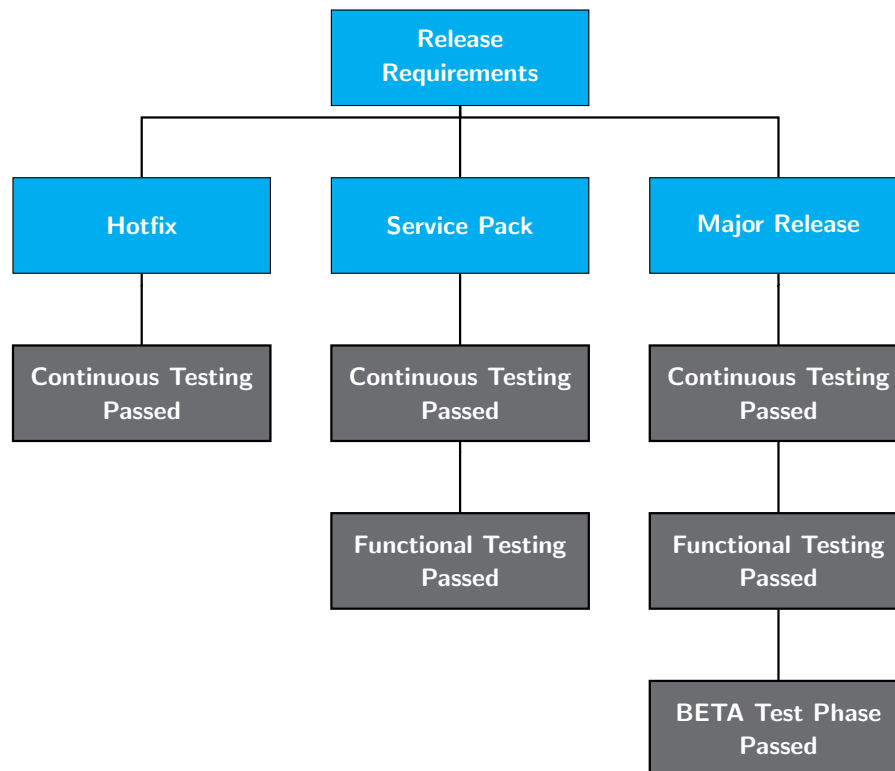 Release
Requirements
Hotfix
Service Pack
Major Release
Continuous Testing
Passed
Continuous Testing
Passed
Continuous Testing
Passed
Functional Testing
Passed
Functional Testing
Passed
BETA Test Phase
Passed